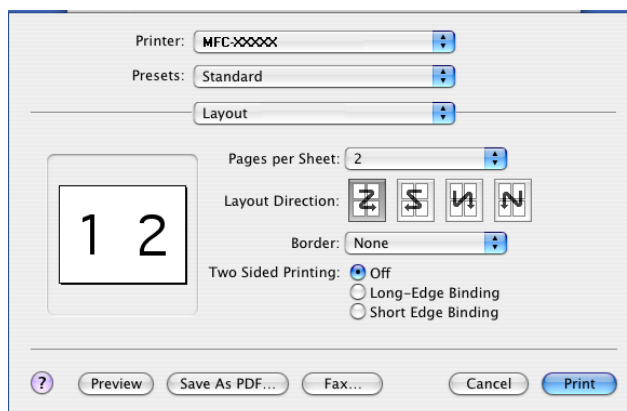 Printer: MFC-XXXXX
Presets: Standard
Layout
Pages per Sheet: 2
Layout Direction:
Border: None
Two Sided Printing: Off
Long-Edge Binding
Short Edge Binding
1 2
? Preview Save As PDF... Fax... Cancel Print